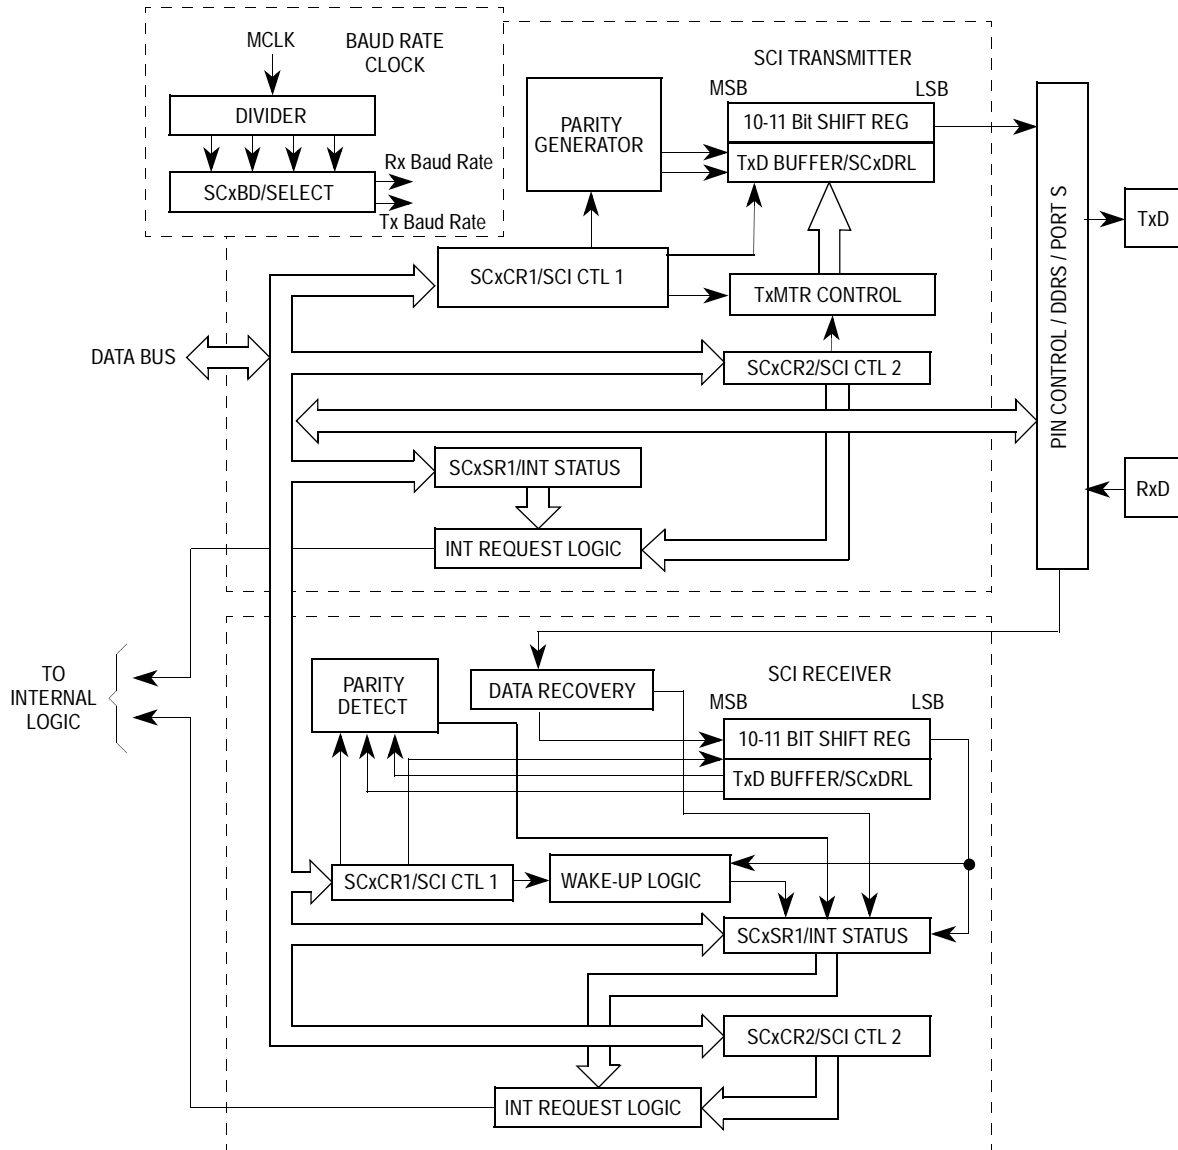 MCLK
BAUD RATE
CLOCK
DIVIDER
SCxBD/SELECT
Rx Baud Rate
Tx Baud Rate
SCI TRANSMITTER
MSB
LSB
PARITY
GENERATOR
10-11 Bit SHIFT REG
TxD BUFFER/SCxDRL
SCxCR1/SCI CTL 1
TxMTR CONTROL
DATA BUS
SCxCR2/SCI CTL 2
SCxSR1/INT STATUS
INT REQUEST LOGIC
PIN CONTROL / DDRS / PORT S
TxD
RxD
TO
INTERNAL
LOGIC
PARITY
DETECT
DATA RECOVERY
SCI RECEIVER
MSB
LSB
10-11 BIT SHIFT REG
TxD BUFFER/SCxDRL
SCxCR1/SCI CTL 1
WAKE-UP LOGIC
SCxSR1/INT STATUS
SCxCR2/SCI CTL 2
INT REQUEST LOGIC